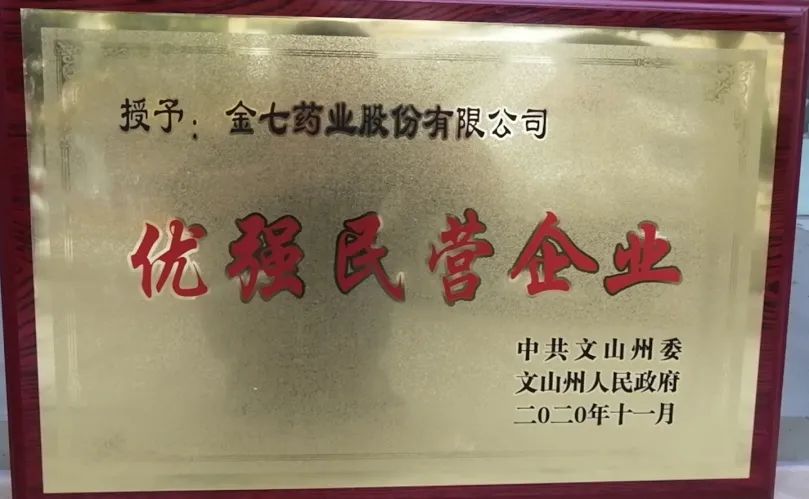 授予：金七药业股份有限公司
优强民营企业
中共文山州委
文山州人民政府
二〇二〇年十一月